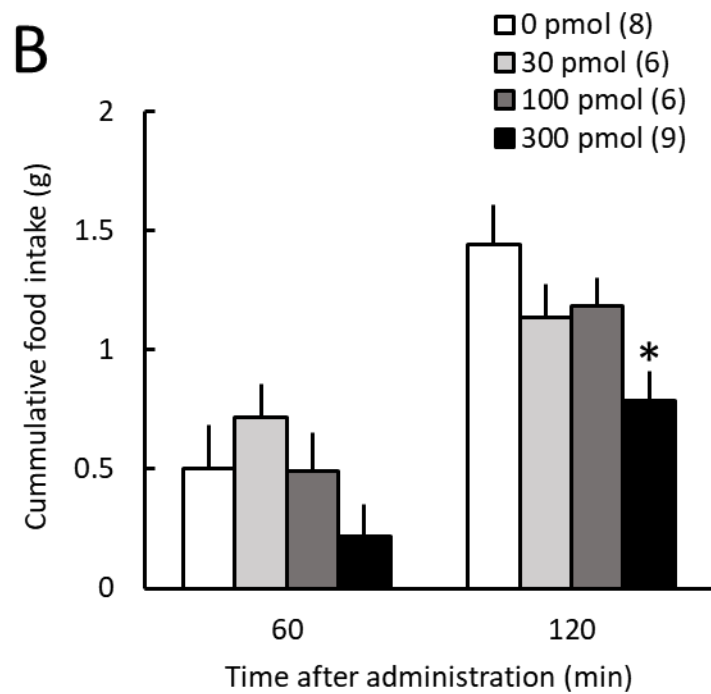 B
0 pmol (8)
30 pmol (6)
100 pmol (6)
300 pmol (9)
Cummulative food intake (g)
2
1.5
1
0.5
0
*
60
120
Time after administration (min)